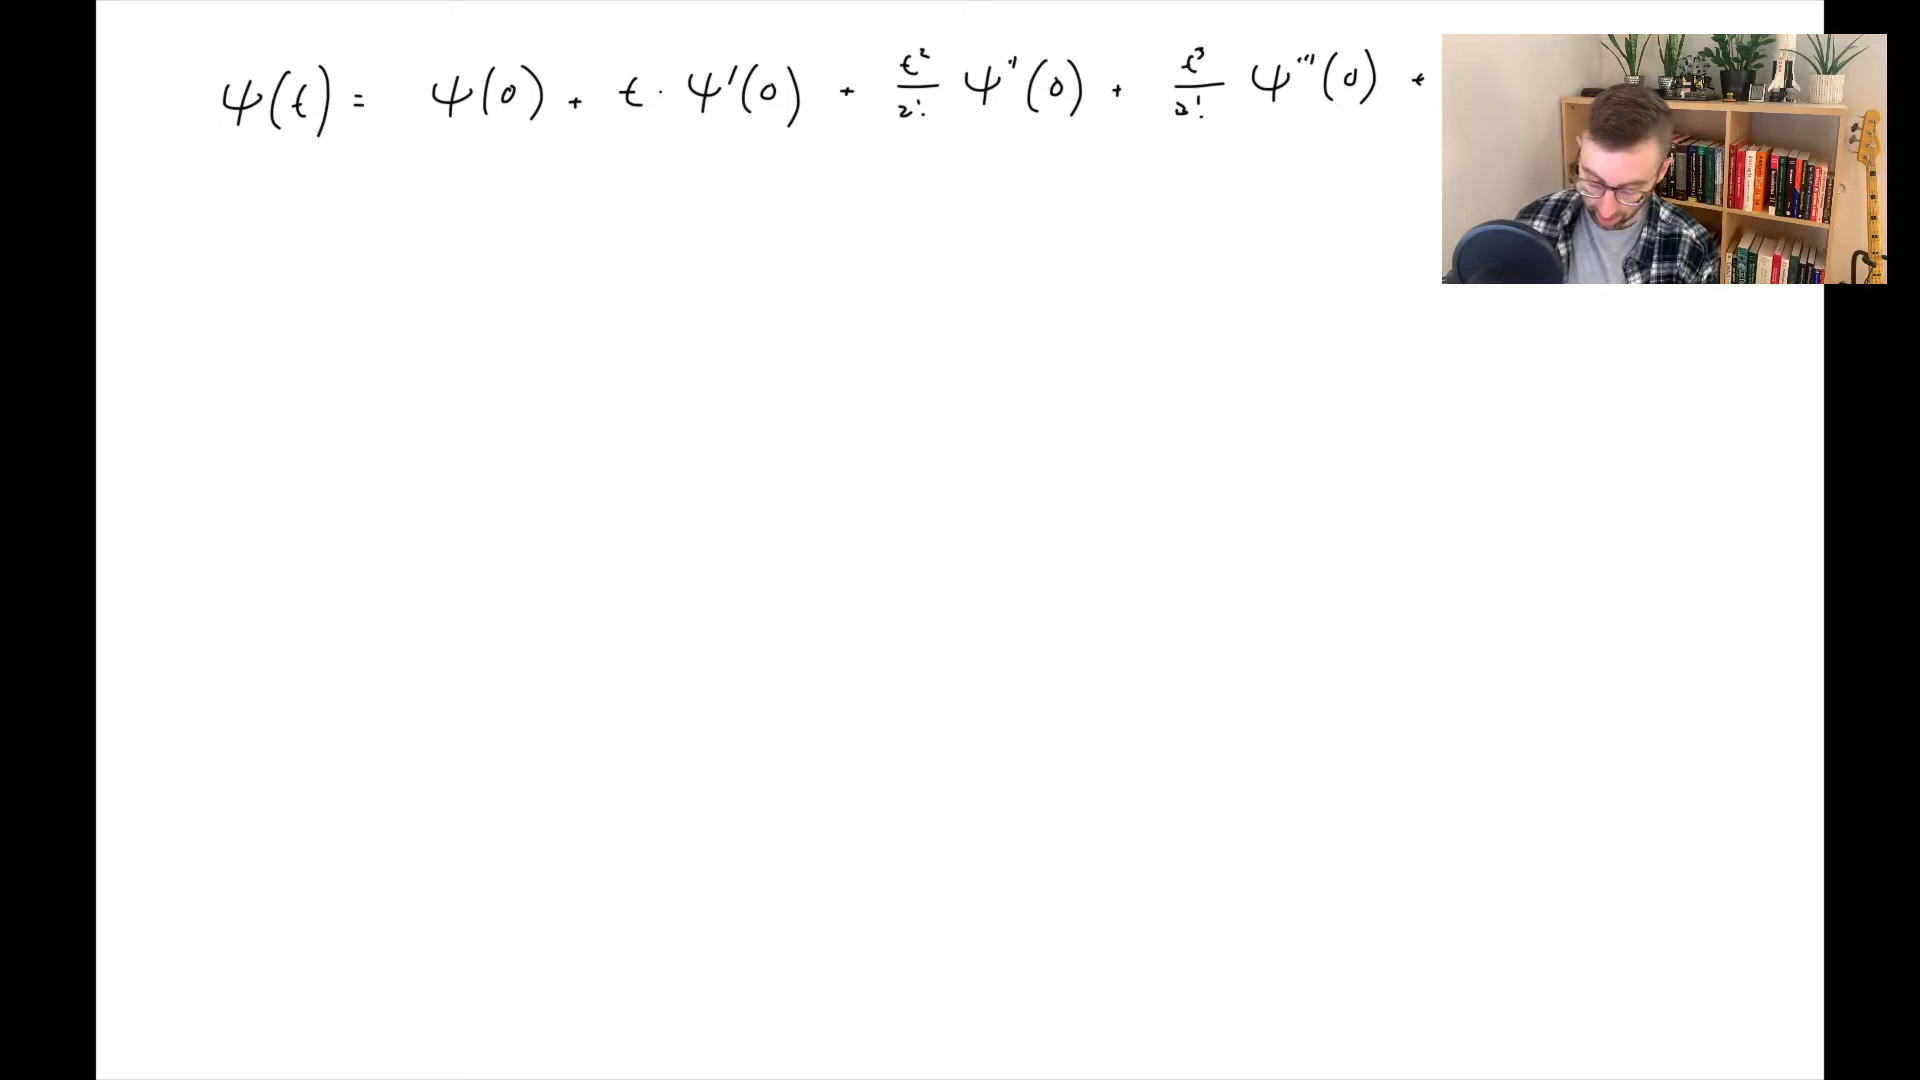 ψ(t) = ψ(0) + t · ψ'(0) + t²/2! ψ''(0) + t³/3! ψ'''(0) +